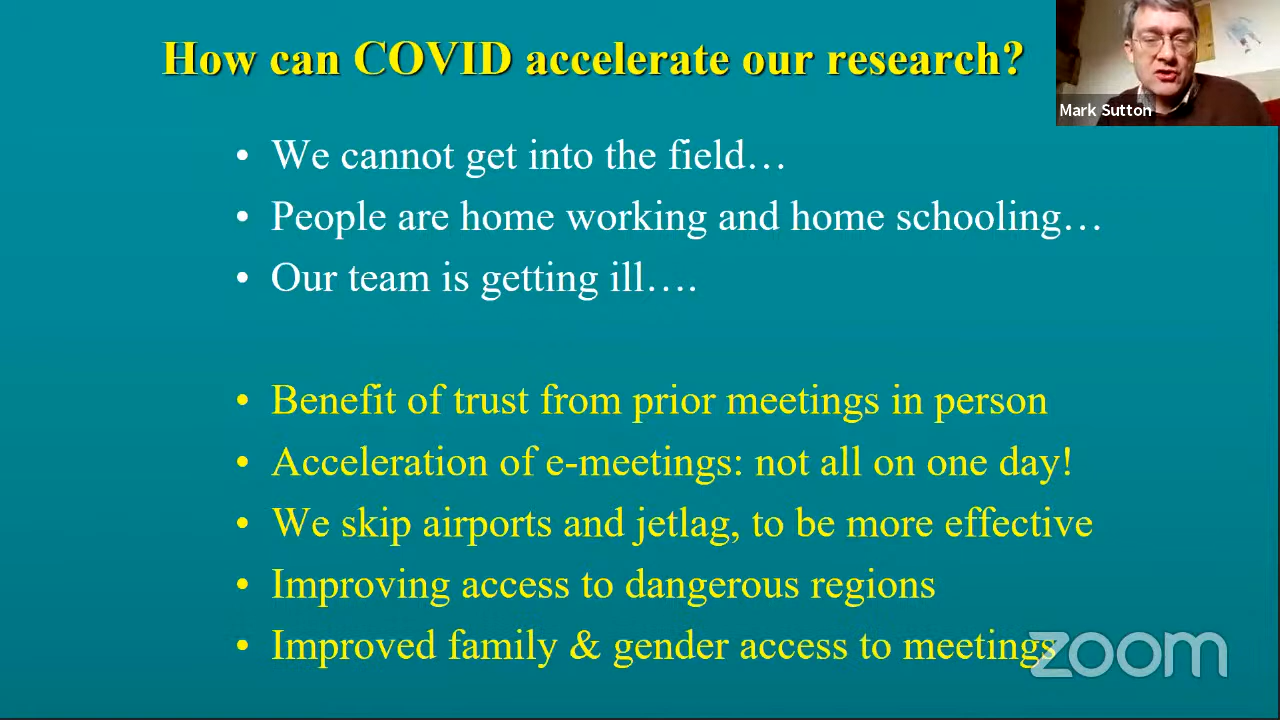 How can COVID accelerate our research?
Mark Sutton
• We cannot get into the field…
• People are home working and home schooling…
• Our team is getting ill….
• Benefit of trust from prior meetings in person
• Acceleration of e-meetings: not all on one day!
• We skip airports and jetlag, to be more effective
• Improving access to dangerous regions
• Improved family & gender access to meetings
zoom